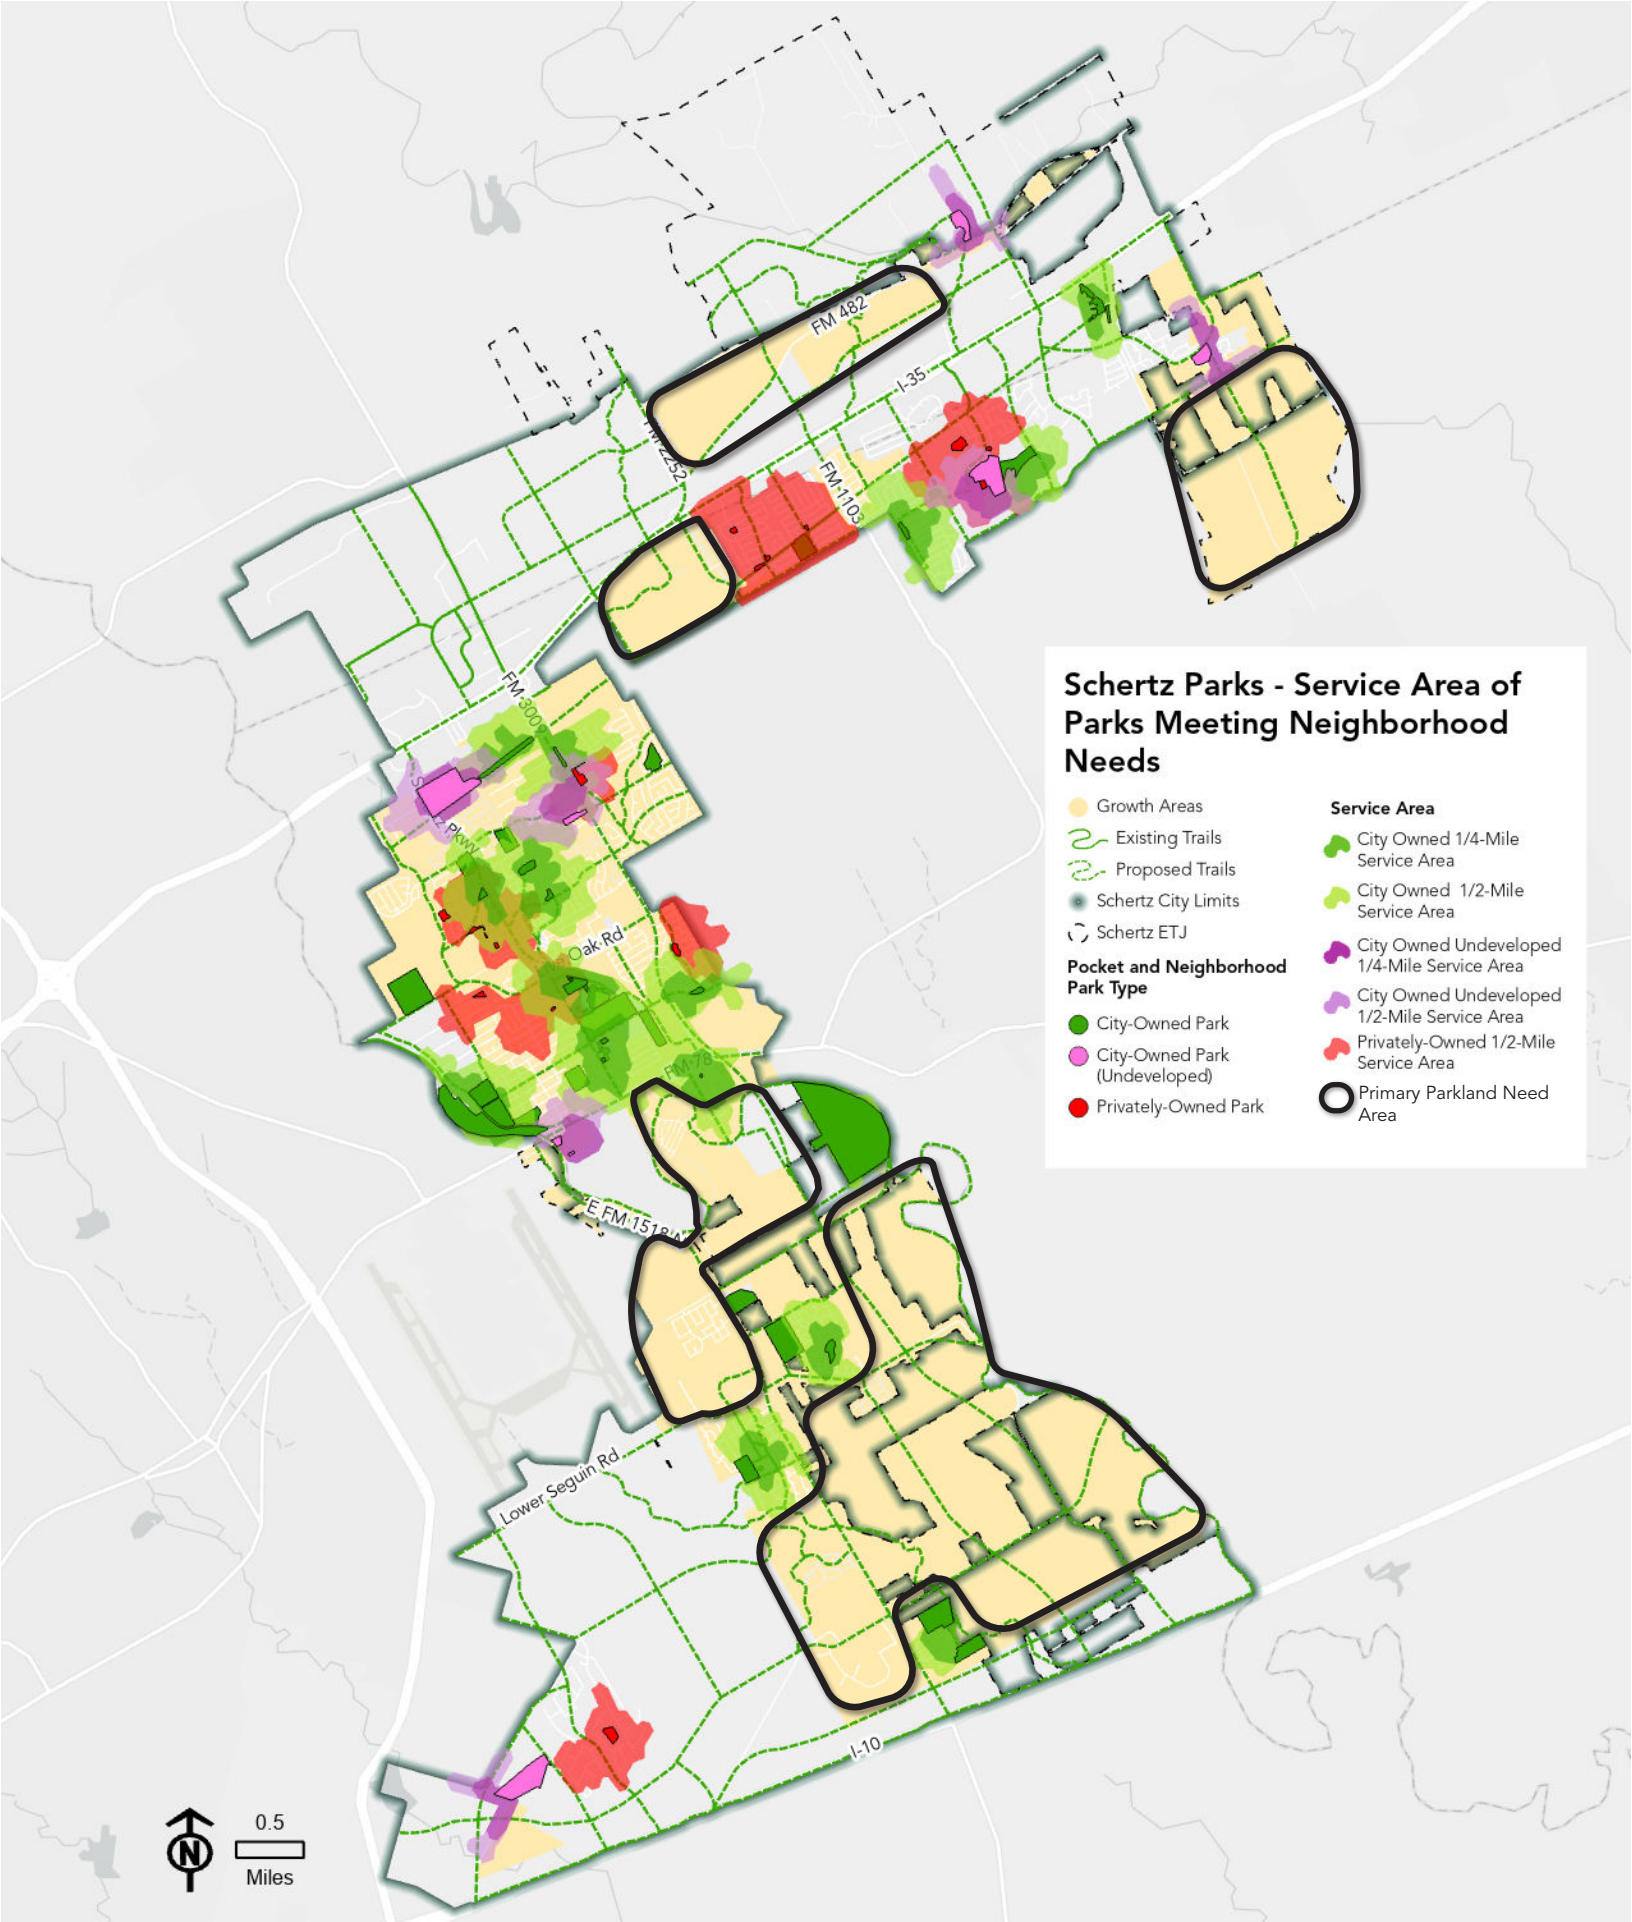 FM 482
I-35
FM 2252
FM 1103
FM 3009
Pkwy
Oak Rd
FM 78
E FM 1518 N
Lower Seguin Rd
I-10
Schertz Parks - Service Area of
Parks Meeting Neighborhood
Needs
Growth Areas
Existing Trails
Proposed Trails
Schertz City Limits
Schertz ETJ
Pocket and Neighborhood
Park Type
City-Owned Park
City-Owned Park
(Undeveloped)
Privately-Owned Park
Service Area
City Owned 1/4-Mile
Service Area
City Owned 1/2-Mile
Service Area
City Owned Undeveloped
1/4-Mile Service Area
City Owned Undeveloped
1/2-Mile Service Area
Privately-Owned 1/2-Mile
Service Area
Primary Parkland Need
Area
N
0.5
Miles